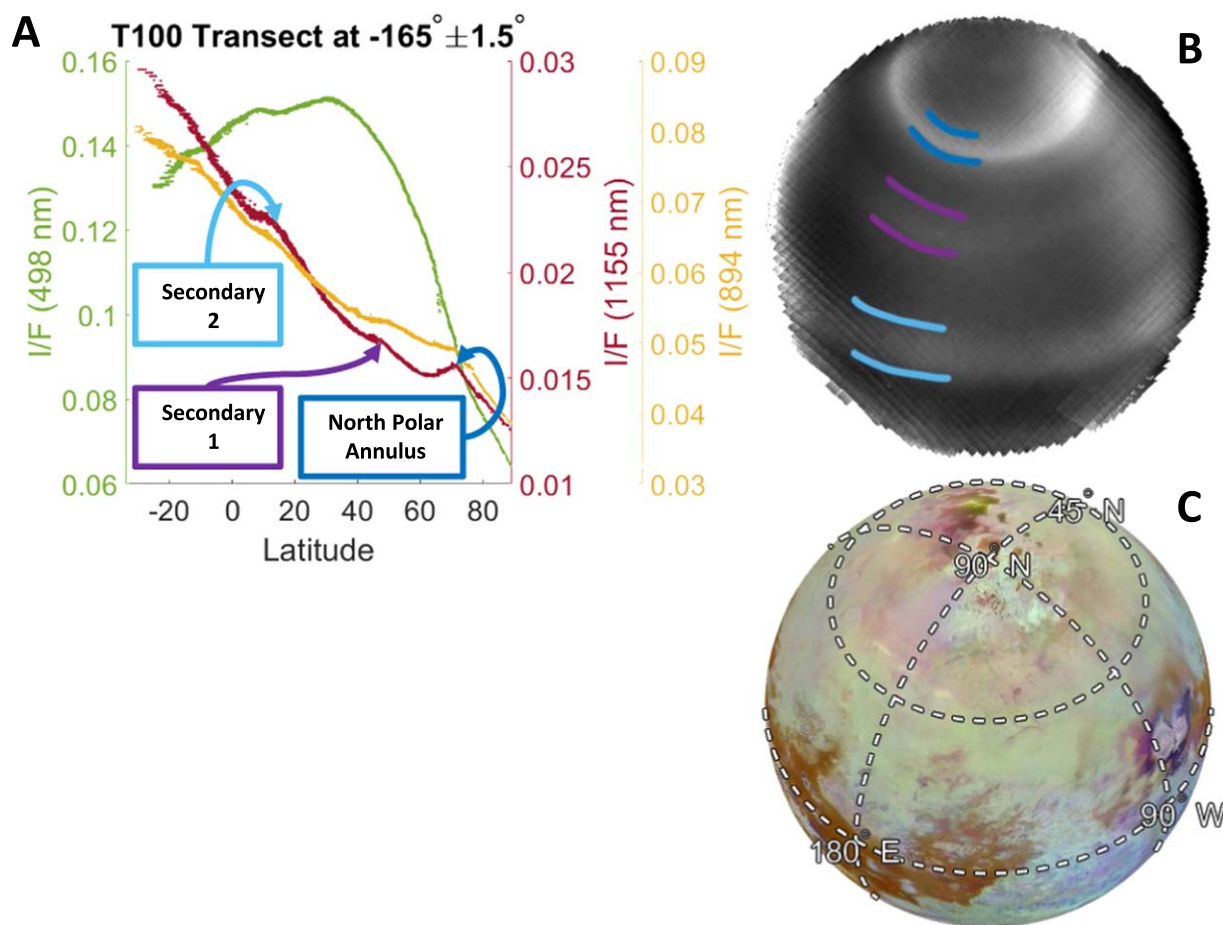 A
T100 Transect at -165°±1.5°
I/F (498 nm)
0.16
0.14
0.12
0.1
0.08
0.06
I/F (1155 nm)
0.03
0.025
0.02
0.015
0.01
I/F (894 nm)
0.09
0.08
0.07
0.06
0.05
0.04
0.03
Secondary
2
Secondary
1
North Polar
Annulus
-20 0 20 40 60 80
Latitude
B
C
45° N
90° N
90° W
180° E